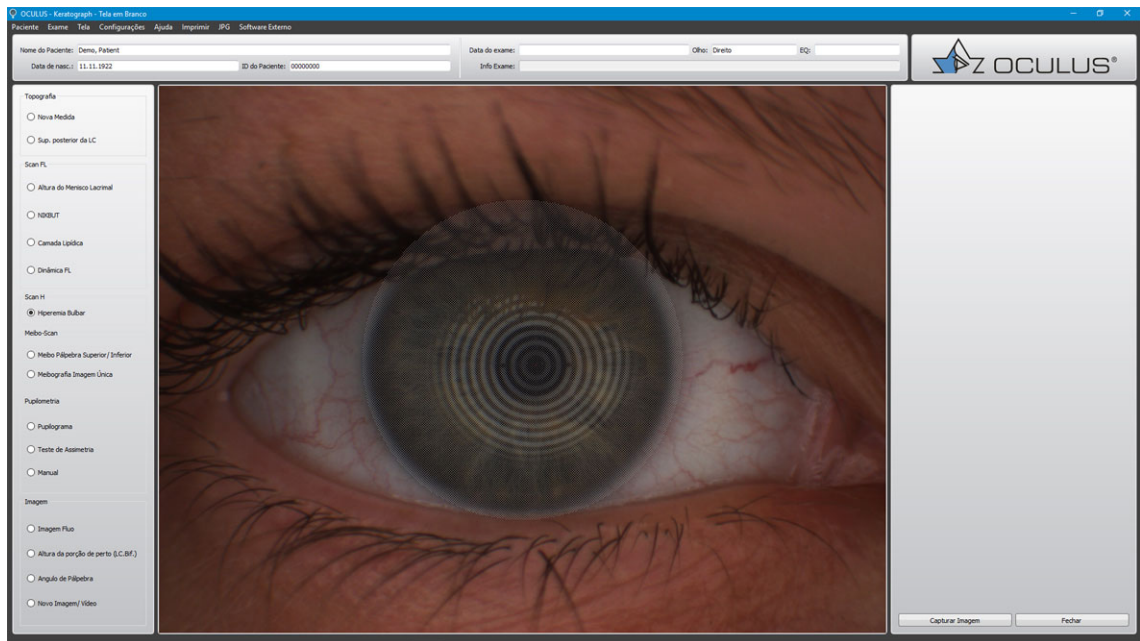 OCULUS - Keratograph - Tela em Branco
Paciente Exame Tela Configurações Ajuda Imprimir JPG Software Externo
Nome do Paciente: Demo, Patient Data do exame: Olho: Direito EQ:
Data de nasc.: 11.11.1922 ID do Paciente: 00000000 Info Exame:
OCULUS®
Topografia
Nova Medida
Sup. posterior da LC
Scan FL
Altura do Menisco Lacrimal
NIKBUT
Camada Lipídica
Dinâmica FL
Scan H
Hiperemia Bulbar
Meibo-Scan
Meibo Pálpebra Superior/ Inferior
Meibografia Imagem Única
Pupilometria
Pupilograma
Teste de Assimetria
Manual
Imagem
Imagem Fluo
Altura da porção de perto (LC.Bif.)
Angulo de Pálpebra
Novo Imagem/ Vídeo
Capturar Imagem Fechar